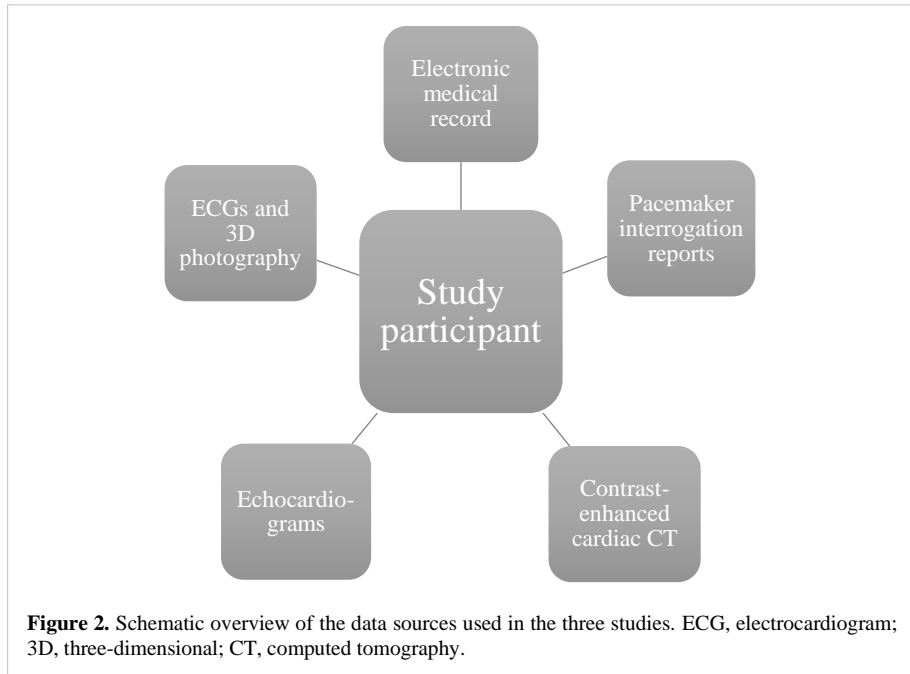 Electronic
medical
record
ECGs and
3D
photography
Pacemaker
interrogation
reports
Study
participant
Echocardio-
grams
Contrast-
enhanced
cardiac CT
Figure 2. Schematic overview of the data sources used in the three studies. ECG, electrocardiogram;
3D, three-dimensional; CT, computed tomography.